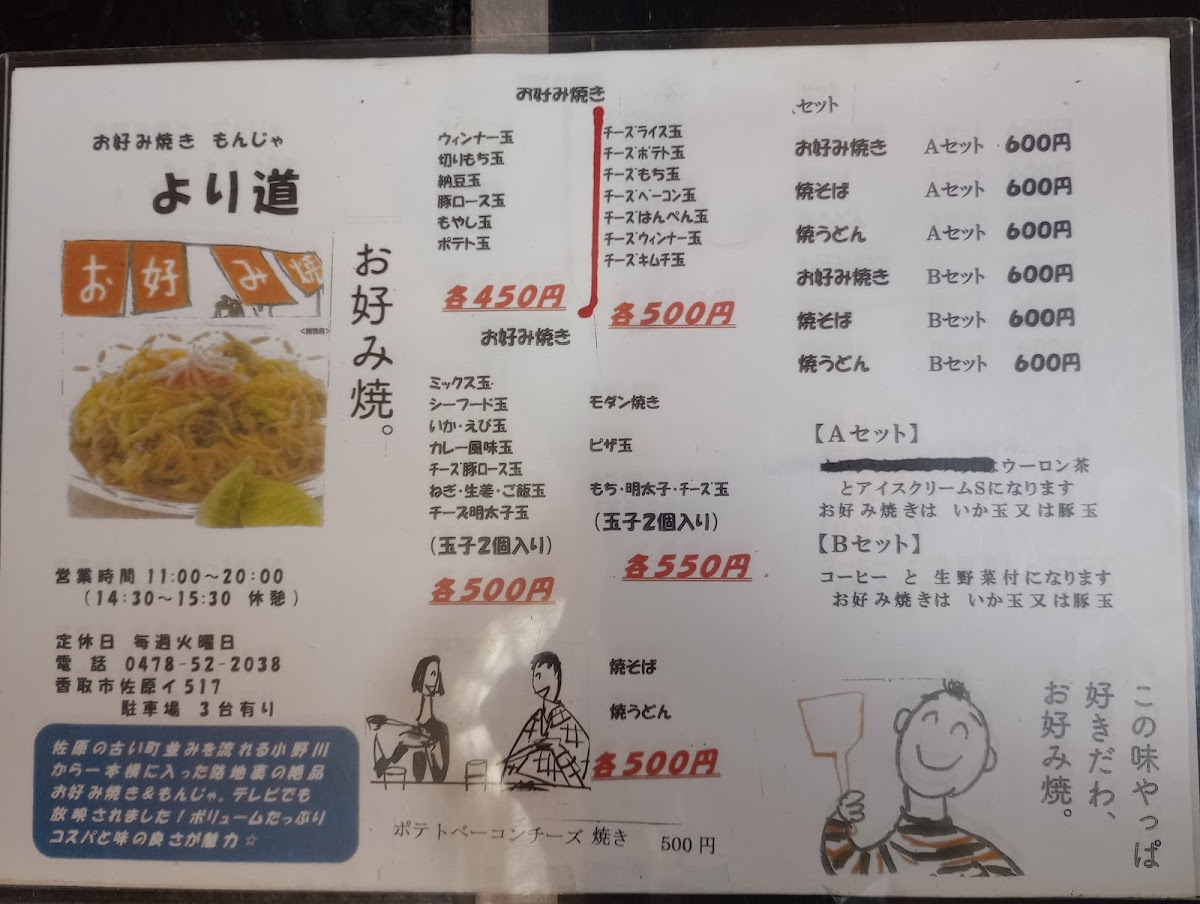 お好み焼き もんじゃ
より道
お好み焼
<調理例>
お好み焼。
営業時間 11:00～20:00
(14:30～15:30 休憩)
定休日 毎週火曜日
電 話 0478-52-2038
香取市佐原イ517
駐車場 3台有り
佐原の古い町並みを流れる小野川
から一本横に入った路地裏の絶品
お好み焼き＆もんじゃ。テレビでも
放映されました！ボリュームたっぷり
コスパと味の良さが魅力☆
お好み焼き
ウィンナー玉
切りもち玉
納豆玉
豚ロース玉
もやし玉
ポテト玉
各450円
チーズライス玉
チーズポテト玉
チーズもち玉
チーズベーコン玉
チーズはんぺん玉
チーズウィンナー玉
チーズキムチ玉
各500円
お好み焼き
ミックス玉
シーフード玉
いか・えび玉
カレー風味玉
チーズ豚ロース玉
ねぎ・生姜・ご飯玉
チーズ明太子玉
(玉子2個入り)
各500円
モダン焼き
ピザ玉
もち・明太子・チーズ玉
(玉子2個入り)
各550円
焼そば
焼うどん
各500円
ポテトベーコンチーズ 焼き 500円
セット
お好み焼き Aセット 600円
焼そば Aセット 600円
焼うどん Aセット 600円
お好み焼き Bセット 600円
焼そば Bセット 600円
焼うどん Bセット 600円
【Aセット】
はウーロン茶
とアイスクリームSになります
お好み焼きは いか玉又は豚玉
【Bセット】
コーヒー と 生野菜付になります
お好み焼きは いか玉又は豚玉
この味やっぱ
好きだわ、
お好み焼。